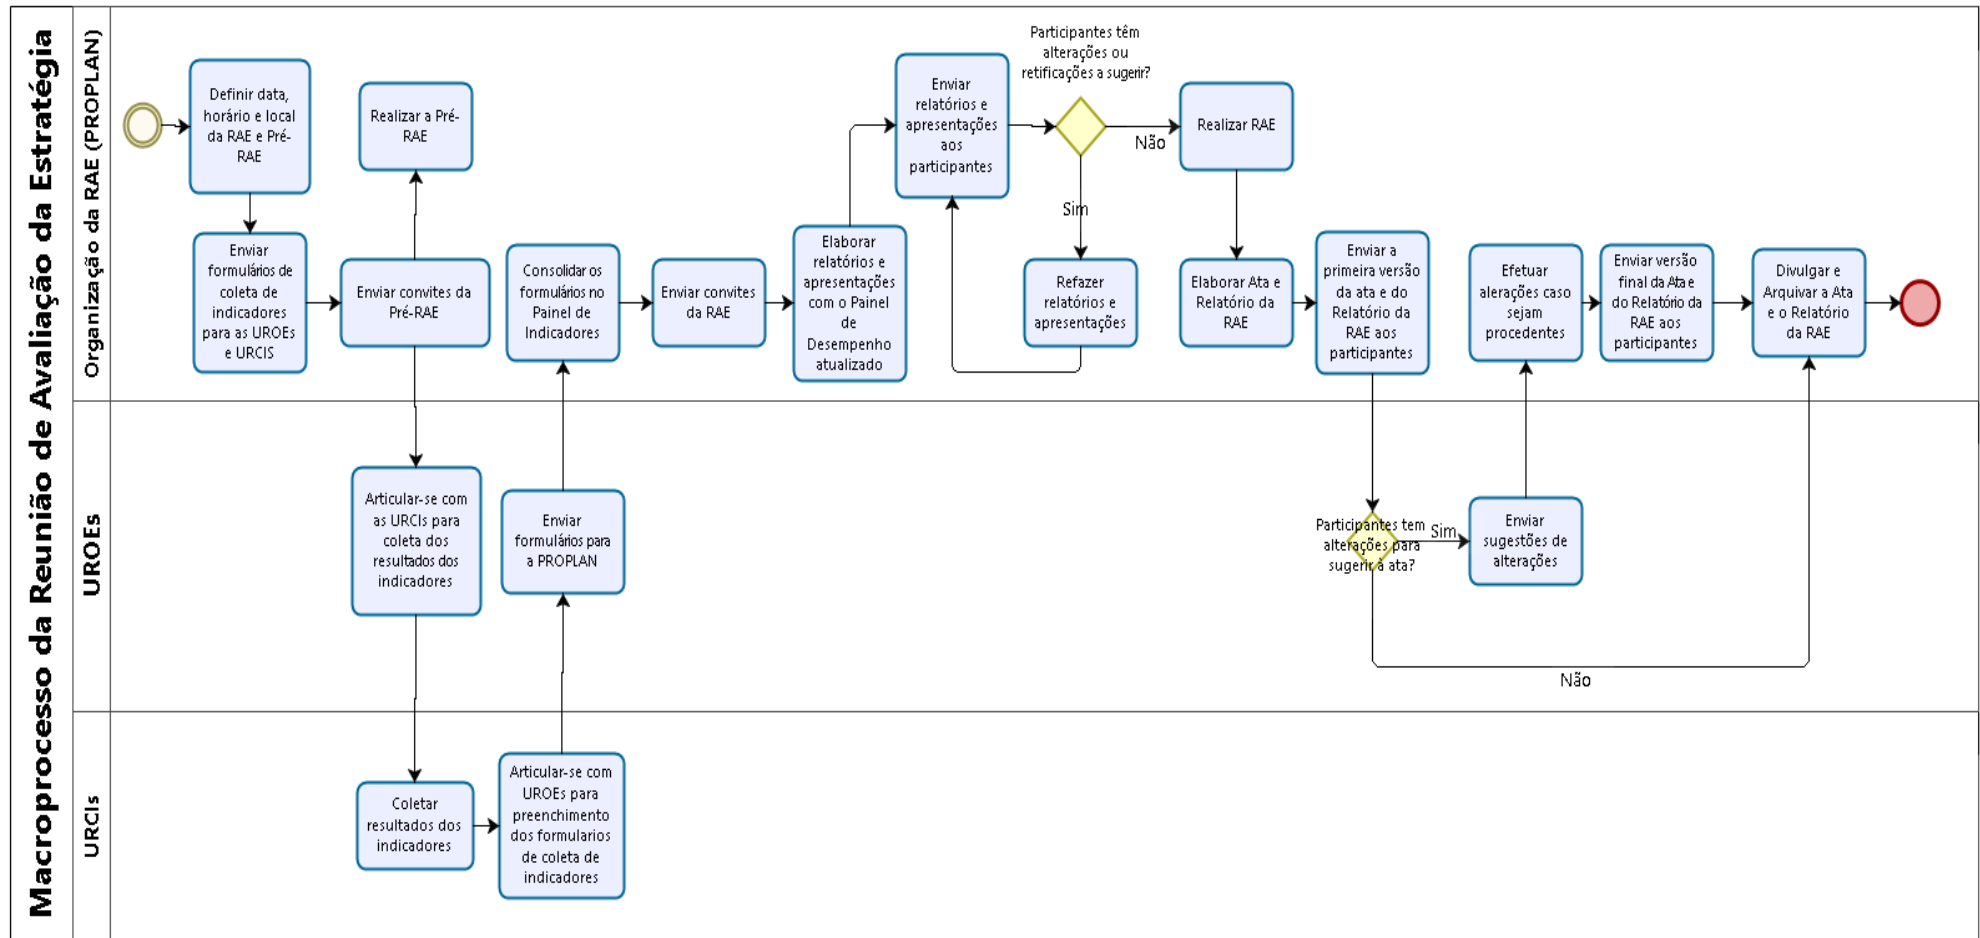 Macroprocesso da Reunião de Avaliação da Estratégia
Organização da RAE (PROPLAN)
Definir data,
horário e local
da RAE e Pré-
RAE
Enviar
formulários de
coleta de
indicadores
para as UROEs
e URCIS
Realizar a Pré-
RAE
Enviar convites da
Pré-RAE
Consolidar os
formulários no
Painel de
Indicadores
Enviar convites
da RAE
Elaborar
relatórios e
apresentações
com o Painel
de
Desempenho
atualizado
Enviar
relatórios e
apresentações
aos
participantes
Participantes têm
alterações ou
retificações a sugerir?
Não
Sim
Refazer
relatórios e
apresentações
Realizar RAE
Elaborar Ata e
Relatório da
RAE
Enviar a
primeira versão
da ata e do
Relatório da
RAE aos
participantes
Efetuar
alerações caso
sejam
procedentes
Enviar versão
final da Ata e
do Relatório da
RAE aos
participantes
Divulgar e
Arquivar a Ata
e o Relatório
da RAE
UROEs
Articular-se com
as URCIs para
coleta dos
resultados dos
indicadores
Enviar
formulários para
a PROPLAN
Participantes tem
alterações para
sugerir à ata?
Sim
Enviar
sugestões de
alterações
Não
URCIs
Coletar
resultados dos
indicadores
Articular-se com
UROEs para
preenchimento
dos formularios
de coleta de
indicadores